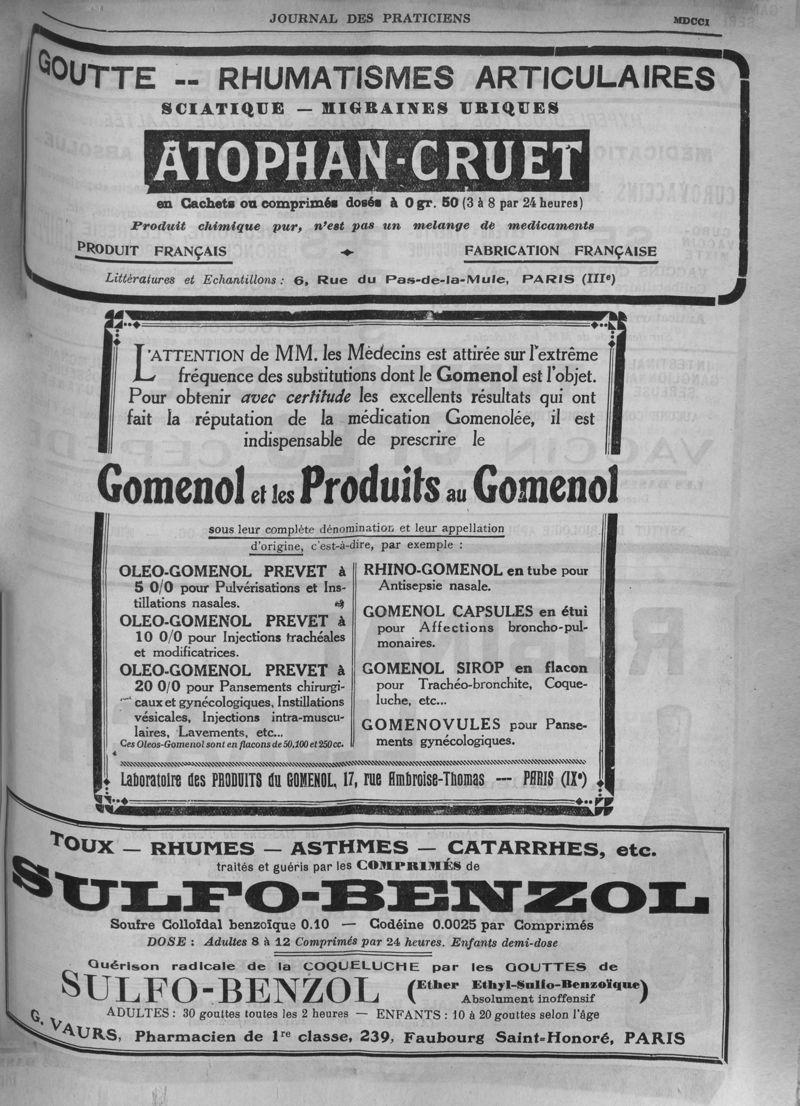 JOURNAL DES PRATICIENS
MDCCI
GOUTTE -- RHUMATISMES ARTICULAIRES
SCIATIQUE — MIGRAINES URIQUES
ATOPHAN-CRUET
en Cachets ou comprimés dosés à 0 gr. 50 (3 à 8 par 24 heures)
Produit chimique pur, n'est pas un melange de medicaments
PRODUIT FRANÇAIS
FABRICATION FRANÇAISE
Littératures et Echantillons : 6, Rue du Pas-de-la-Mule, PARIS (IIIe)
L'ATTENTION de MM. les Médecins est attirée sur l'extrême
fréquence des substitutions dont le Gomenol est l'objet.
Pour obtenir avec certitude les excellents résultats qui ont
fait la réputation de la médication Gomenolée, il est
indispensable de prescrire le
Gomenol et les Produits au Gomenol
sous leur complète dénomination et leur appellation
d'origine, c'est-à-dire, par exemple :
OLEO-GOMENOL PREVET à
5 0/0 pour Pulvérisations et Ins-
tillations nasales.
OLEO-GOMENOL PREVET à
10 0/0 pour Injections trachéales
et modificatrices.
OLEO-GOMENOL PREVET à
20 0/0 pour Pansements chirurgi-
caux et gynécologiques, Instillations
vésicales, Injections intra-muscu-
laires, Lavements, etc...
Ces Oleos-Gomenol sont en flacons de 50, 100 et 250 cc.
RHINO-GOMENOL en tube pour
Antisepsie nasale.
GOMENOL CAPSULES en étui
pour Affections broncho-pul-
monaires.
GOMENOL SIROP en flacon
pour Trachéo-bronchite, Coque-
luche, etc...
GOMENOVULES pour Panse-
ments gynécologiques.
Laboratoire des PRODUITS du GOMENOL, 17, rue Ambroise-Thomas — PARIS (IXe)
TOUX — RHUMES — ASTHMES — CATARRHES, etc.
traités et guéris par les COMPRIMÉS de
SULFO-BENZOL
Soufre Colloïdal benzoïque 0.10 — Codéine 0.0025 par Comprimés
DOSE : Adultes 8 à 12 Comprimés par 24 heures. Enfants demi-dose
Guérison radicale de la COQUELUCHE par les GOUTTES de
SULFO-BENZOL (Ether Ethyl-Sulfo-Benzoïque)
Absolument inoffensif
ADULTES : 30 gouttes toutes les 2 heures — ENFANTS : 10 à 20 gouttes selon l'âge
G. VAURS, Pharmacien de 1re classe, 239, Faubourg Saint-Honoré, PARIS